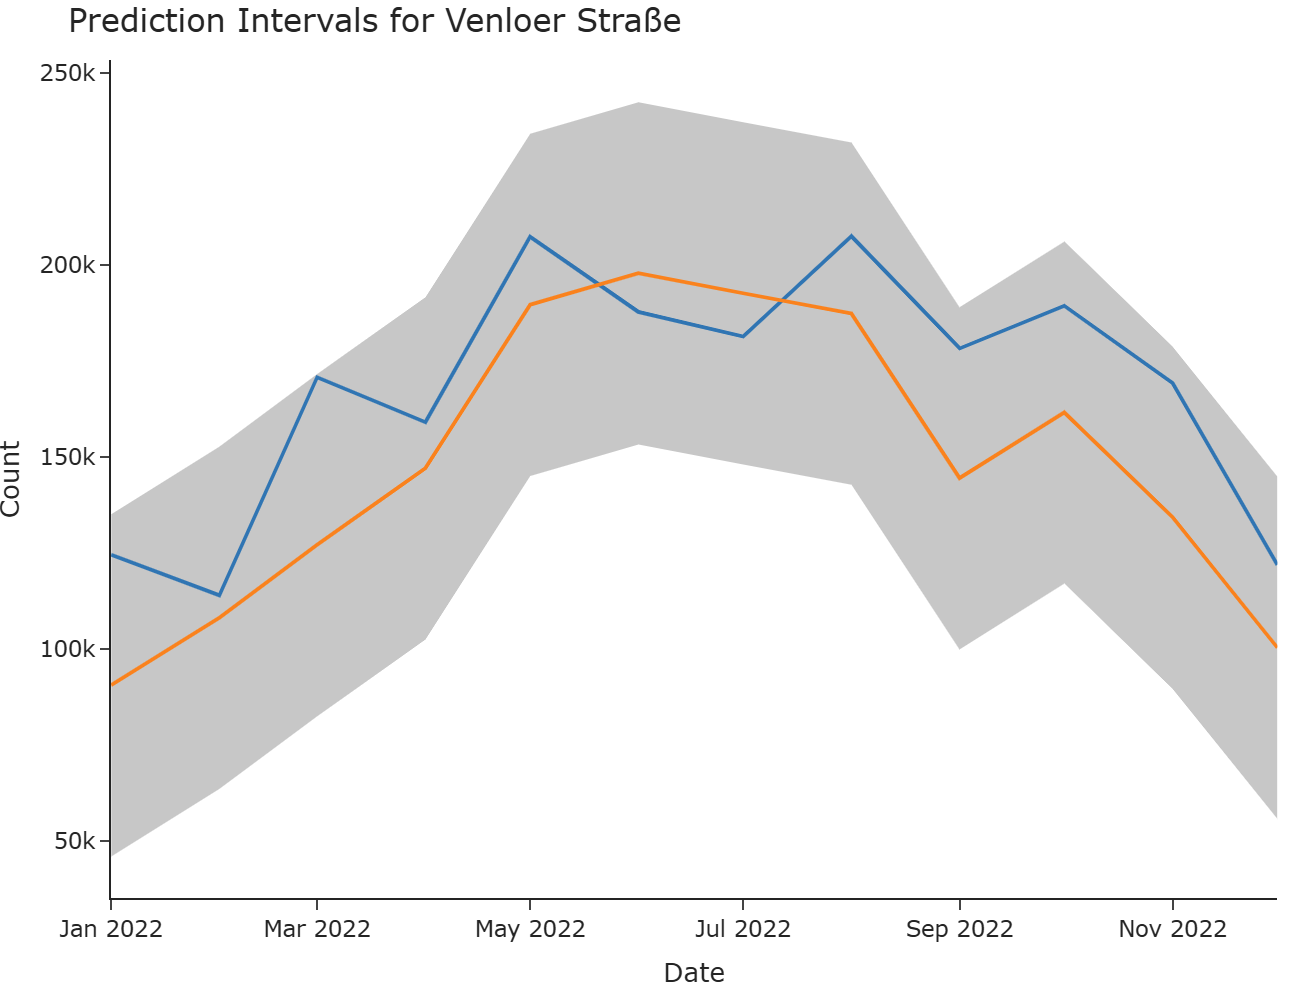 Prediction Intervals for Venloer Straße
250k
200k
150k
100k
50k
Count
Jan 2022 Mar 2022 May 2022 Jul 2022 Sep 2022 Nov 2022
Date